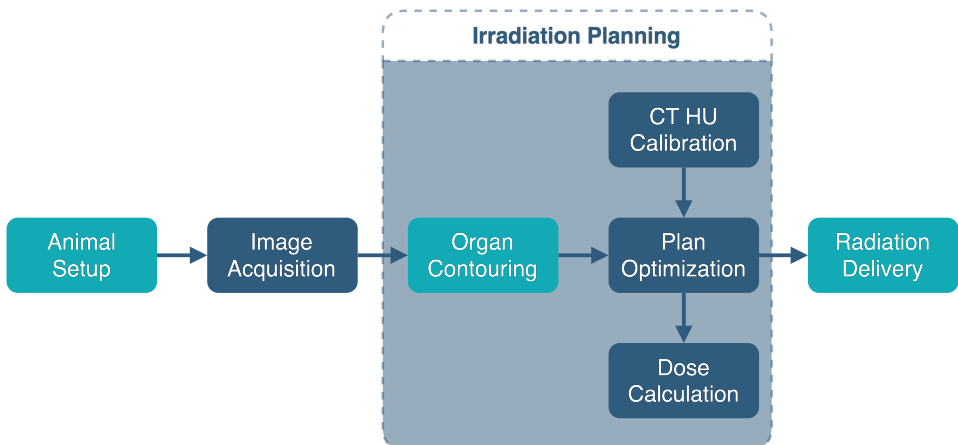 Irradiation Planning
CT HU
Calibration
Animal
Setup
Image
Acquisition
Organ
Contouring
Plan
Optimization
Radiation
Delivery
Dose
Calculation